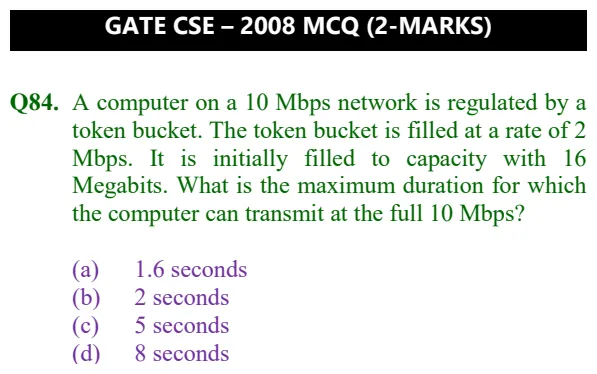 GATE CSE – 2008 MCQ (2-MARKS)
Q84. A computer on a 10 Mbps network is regulated by a
token bucket. The token bucket is filled at a rate of 2
Mbps. It is initially filled to capacity with 16
Megabits. What is the maximum duration for which
the computer can transmit at the full 10 Mbps?
(a) 1.6 seconds
(b) 2 seconds
(c) 5 seconds
(d) 8 seconds